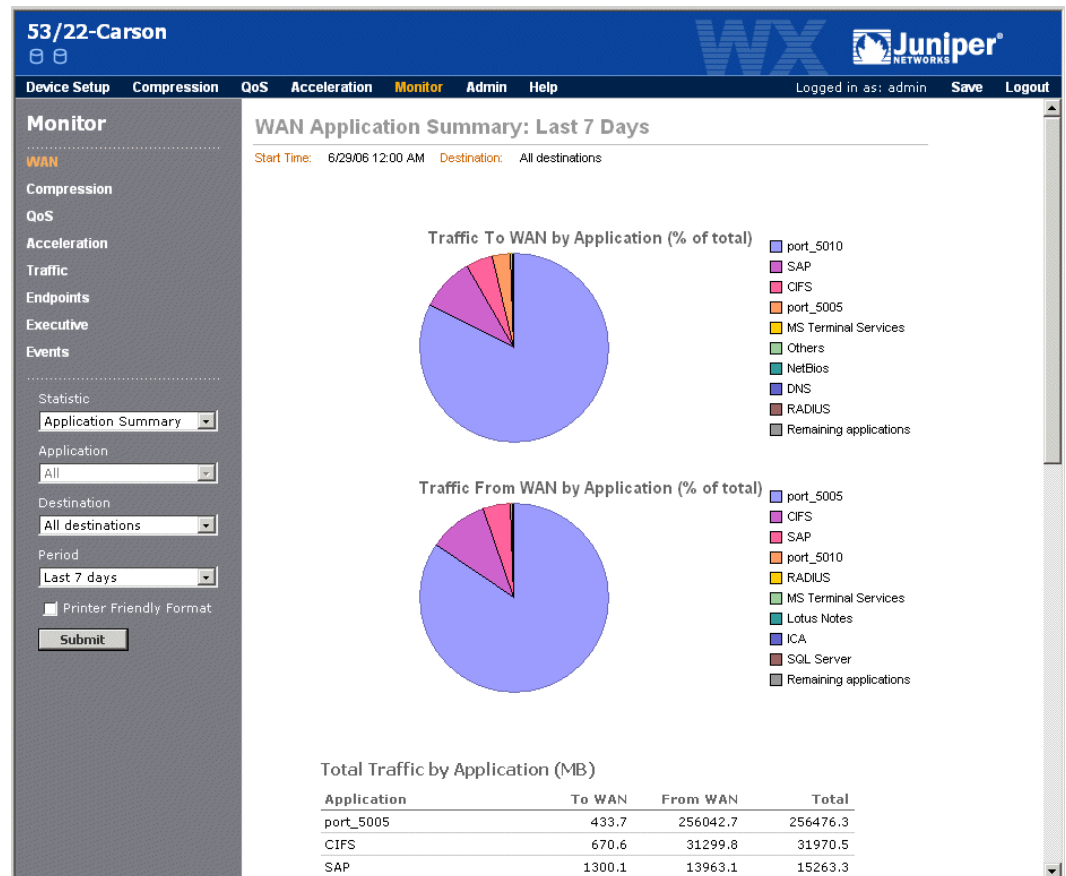 53/22-Carson
WX
Juniper®
NETWORKS
Device Setup Compression QoS Acceleration Monitor Admin Help Logged in as: admin Save Logout
Monitor
WAN
Compression
QoS
Acceleration
Traffic
Endpoints
Executive
Events
Statistic
Application Summary
Application
All
Destination
All destinations
Period
Last 7 days
Printer Friendly Format
Submit
WAN Application Summary: Last 7 Days
Start Time: 6/29/06 12:00 AM Destination: All destinations
Traffic To WAN by Application (% of total)
port_5010
SAP
CIFS
port_5005
MS Terminal Services
Others
NetBios
DNS
RADIUS
Remaining applications
Traffic From WAN by Application (% of total)
port_5005
CIFS
SAP
port_5010
RADIUS
MS Terminal Services
Lotus Notes
ICA
SQL Server
Remaining applications
Total Traffic by Application (MB)
Application To WAN From WAN Total
port_5005 433.7 256042.7 256476.3
CIFS 670.6 31299.8 31970.5
SAP 1300.1 13963.1 15263.3